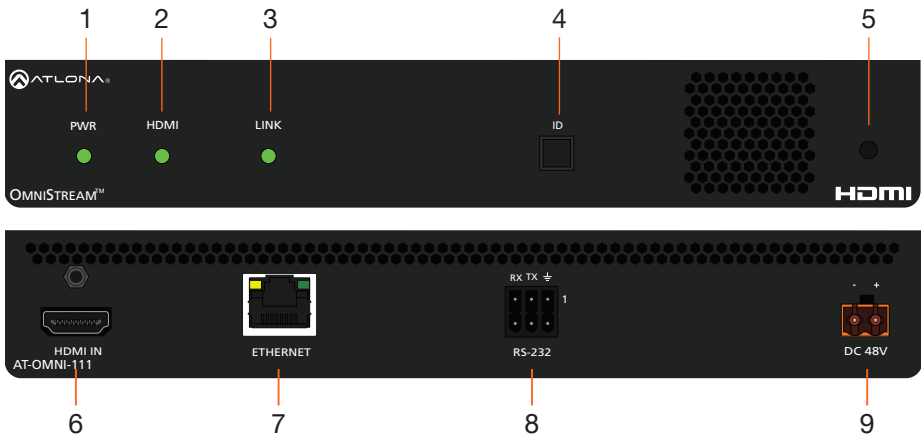 1 2 3 4 5
ATLONA®
PWR HDMI LINK ID
OMNISTREAM™ HDMI
RX TX - +
1
HDMI IN ETHERNET RS-232 DC 48V
AT-OMNI-111
6 7 8 9